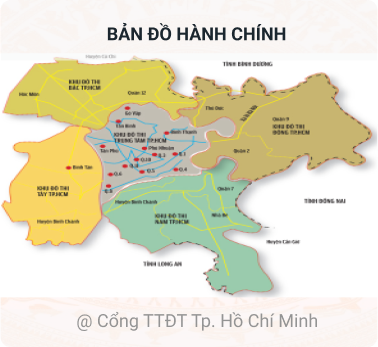 BẢN ĐỒ HÀNH CHÍNH
Huyện Củ Chi
TỈNH BÌNH DƯƠNG
KHU ĐÔ THỊ
BẮC TP.HCM
Hóc Môn
Quận 12
Thủ Đức
Gò Vấp
Quận 9
KHU ĐÔ THỊ
ĐÔNG TP.HCM
Tân Bình
Bình Thạnh
KHU ĐÔ THỊ
TRUNG TÂM TP.HCM
Tân Phú
Phú Nhuận
Q.3
Q.1
Quận 2
Q.10
Bình Tân
Q.6
Q.5
Q.4
Q.8
KHU ĐÔ THỊ
TÂY TP.HCM
Quận 7
Huyện Bình Chánh
TỈNH ĐỒNG NAI
Huyện Bình Chánh
KHU ĐÔ THỊ
NAM TP.HCM
Nhà Bè
Huyện Cần Giờ
TỈNH LONG AN
@ Cổng TTĐT Tp. Hồ Chí Minh